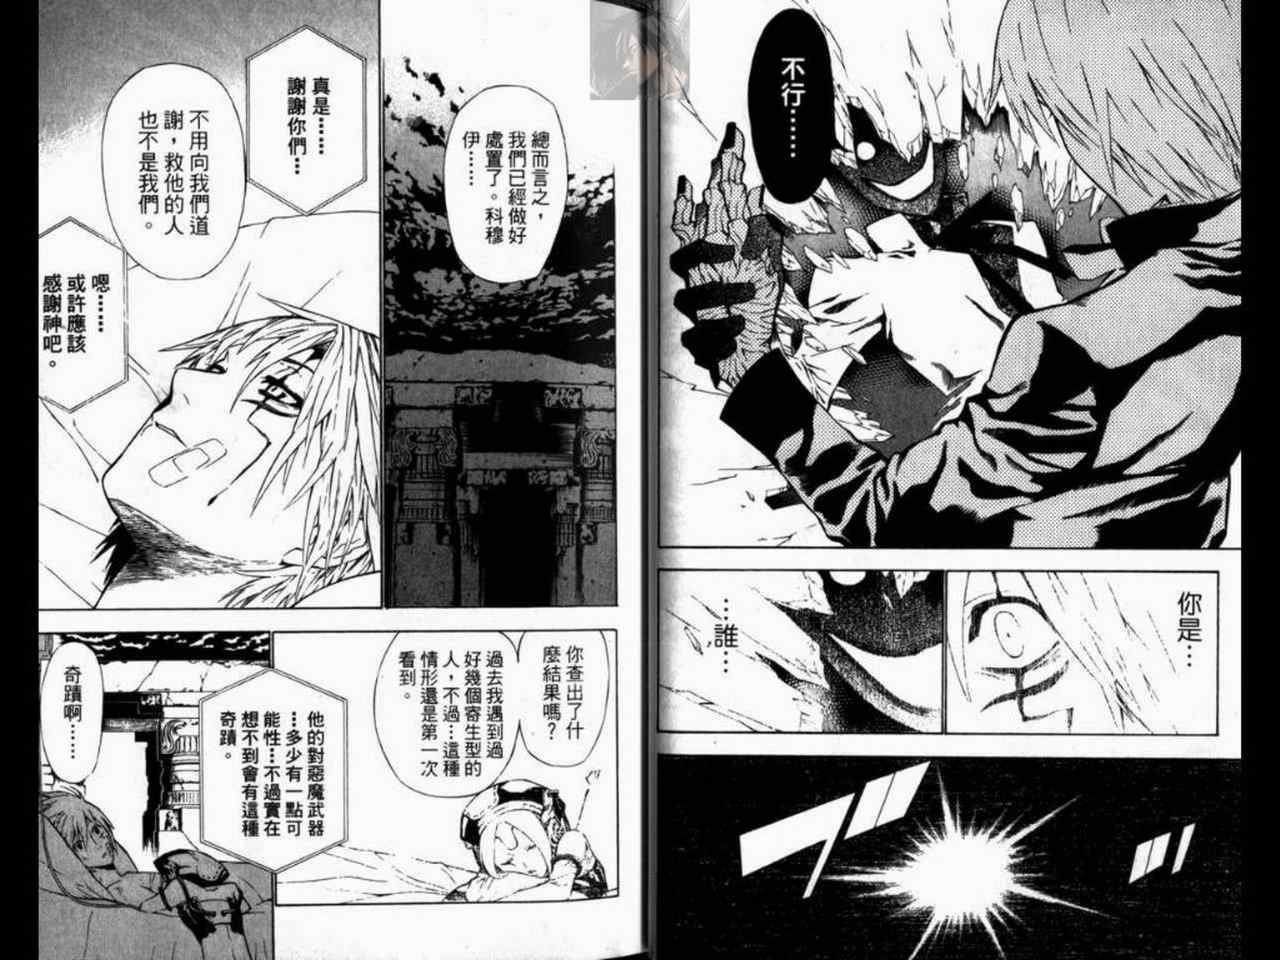 不行……
你是…
…誰…
總而言之，
我們已經做好
處置了。科穆
伊……
真是……
謝謝你們…
不用向我們道
謝，救他的人
也不是我們。
嗯……
或許應該
感謝神吧。
你查出了什
麼結果嗎？
過去我遇到過
好幾個寄生型的
人，不過…這種
情形還是第一次
看到。
他的對惡魔武器
…多少有一點可
能性…不過實在
想不到會有這種
奇蹟。
奇蹟啊……